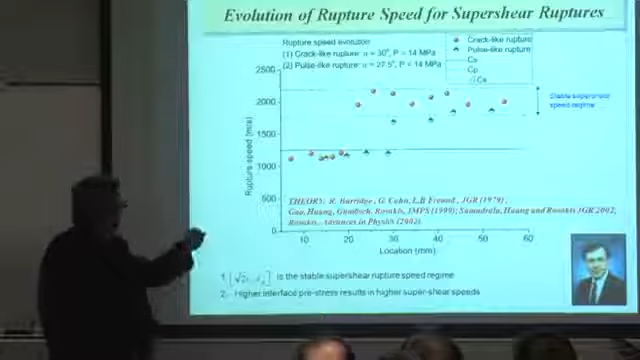 Evolution of Rupture Speed for Supershear Ruptures
Rupture speed evolution:
(1) Crack-like rupture: α = 30°, P = 14 MPa
(2) Pulse-like rupture: α = 27.5°, P = 14 MPa
Crack-like rupture
Pulse-like rupture
Cs
Cp
√2Cs
Stable supershear
speed regime
2500
2000
1500
1000
500
0
Rupture speed (m/s)
10 20 30 40 50 60
Location (mm)
THEORY: R. Burridge, G. Cohn, L.B Freund, JGR (1979)
Gao, Huang, Rosakis, JMPS (1999); Samudrala, Huang and Rosakis JGR 2002,
Rosakis, Advances in Physics (2002).
1. is the stable supershear rupture speed regime
2. Higher interface pre-stress results in higher super-shear speeds